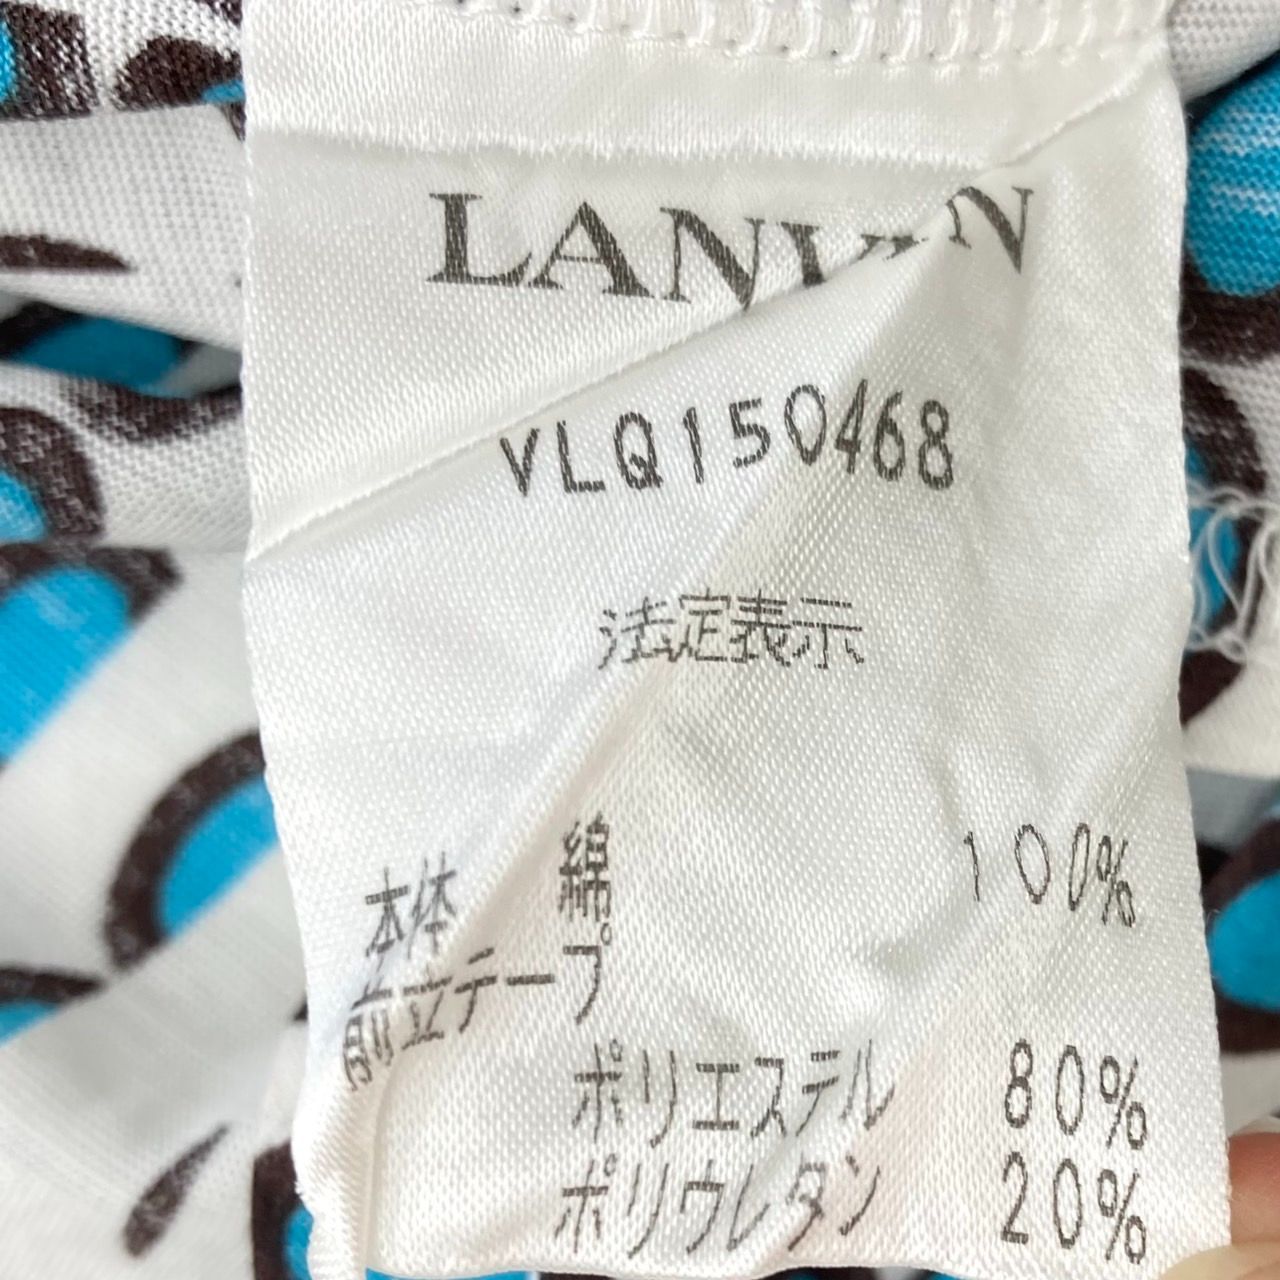 LANVIN
VLQ150468
法定表示
本体 綿 100%
前立テープ
ポリエステル 80%
ポリウレタン 20%